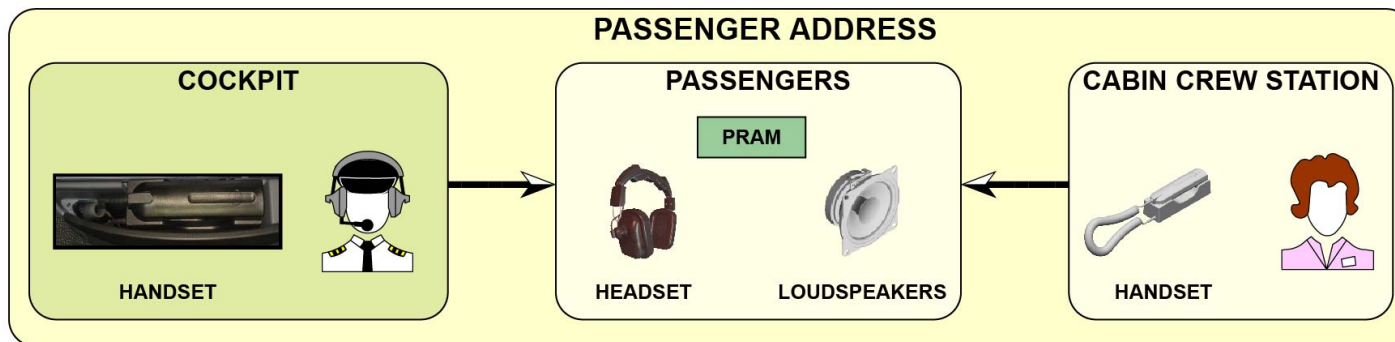 PASSENGER ADDRESS
COCKPIT
HANDSET
PASSENGERS
PRAM
HEADSET
LOUDSPEAKERS
CABIN CREW STATION
HANDSET